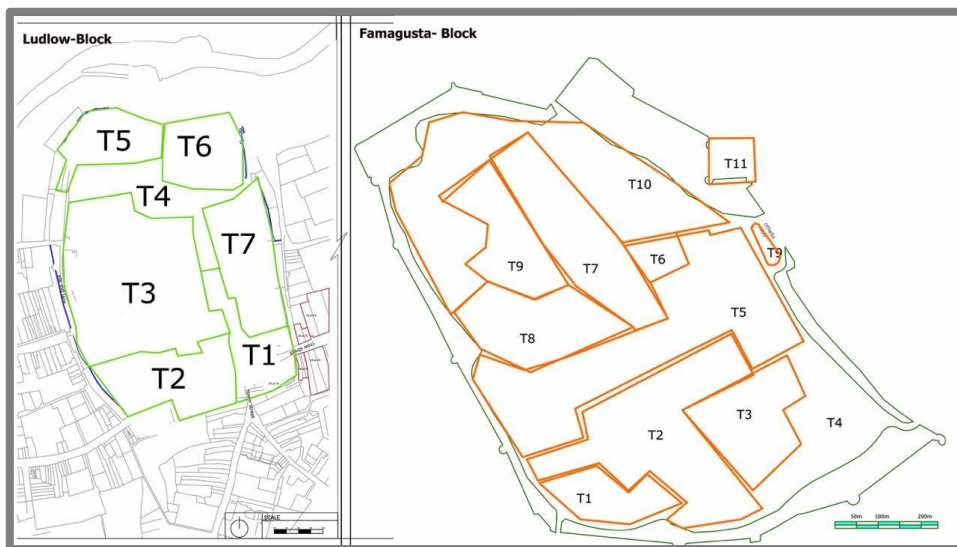 Ludlow-Block
T5
T6
T4
T7
T3
T1
T2
SCALE
Famagusta- Block
T11
T10
T9
T6
T9
T7
T5
T8
T3
T4
T2
T1
50m 100m 200m